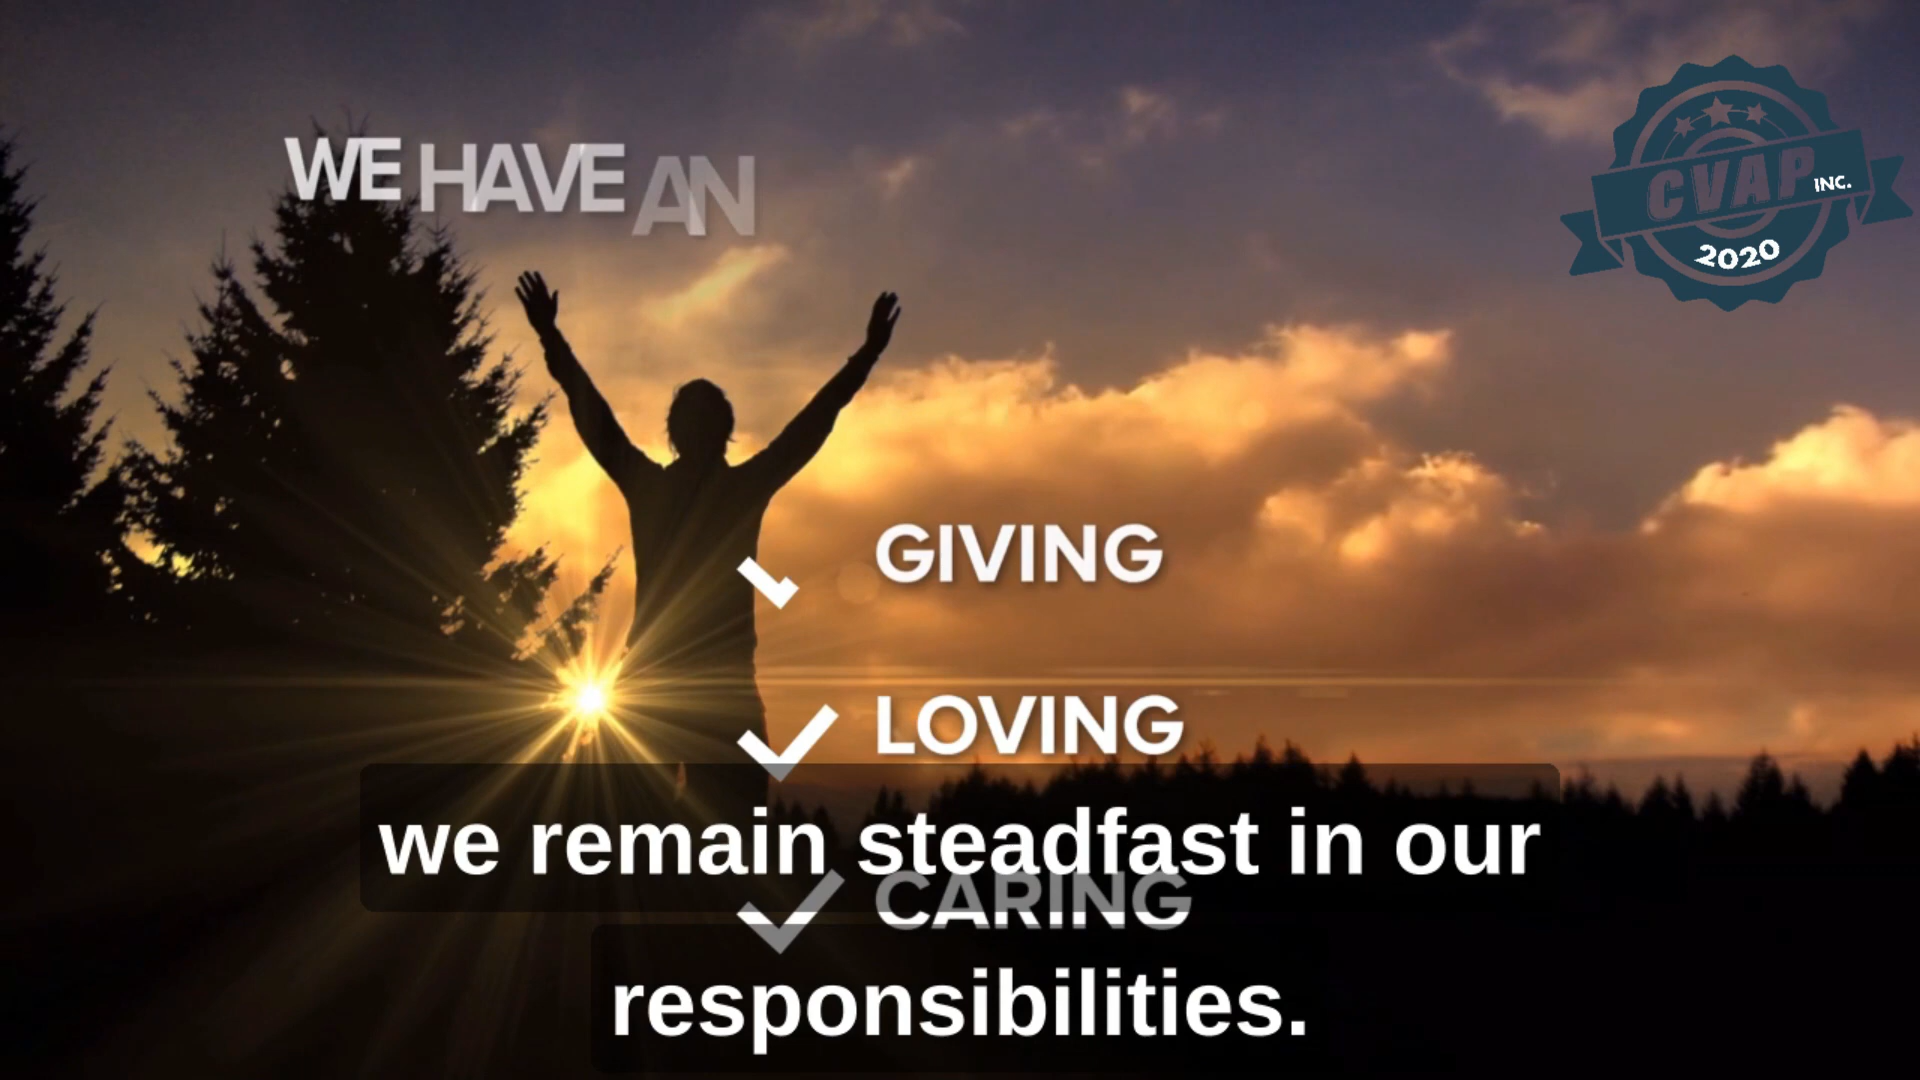 WE HAVE AN
CVAP INC.
2020
GIVING
LOVING
we remain steadfast in our
CARING
responsibilities.